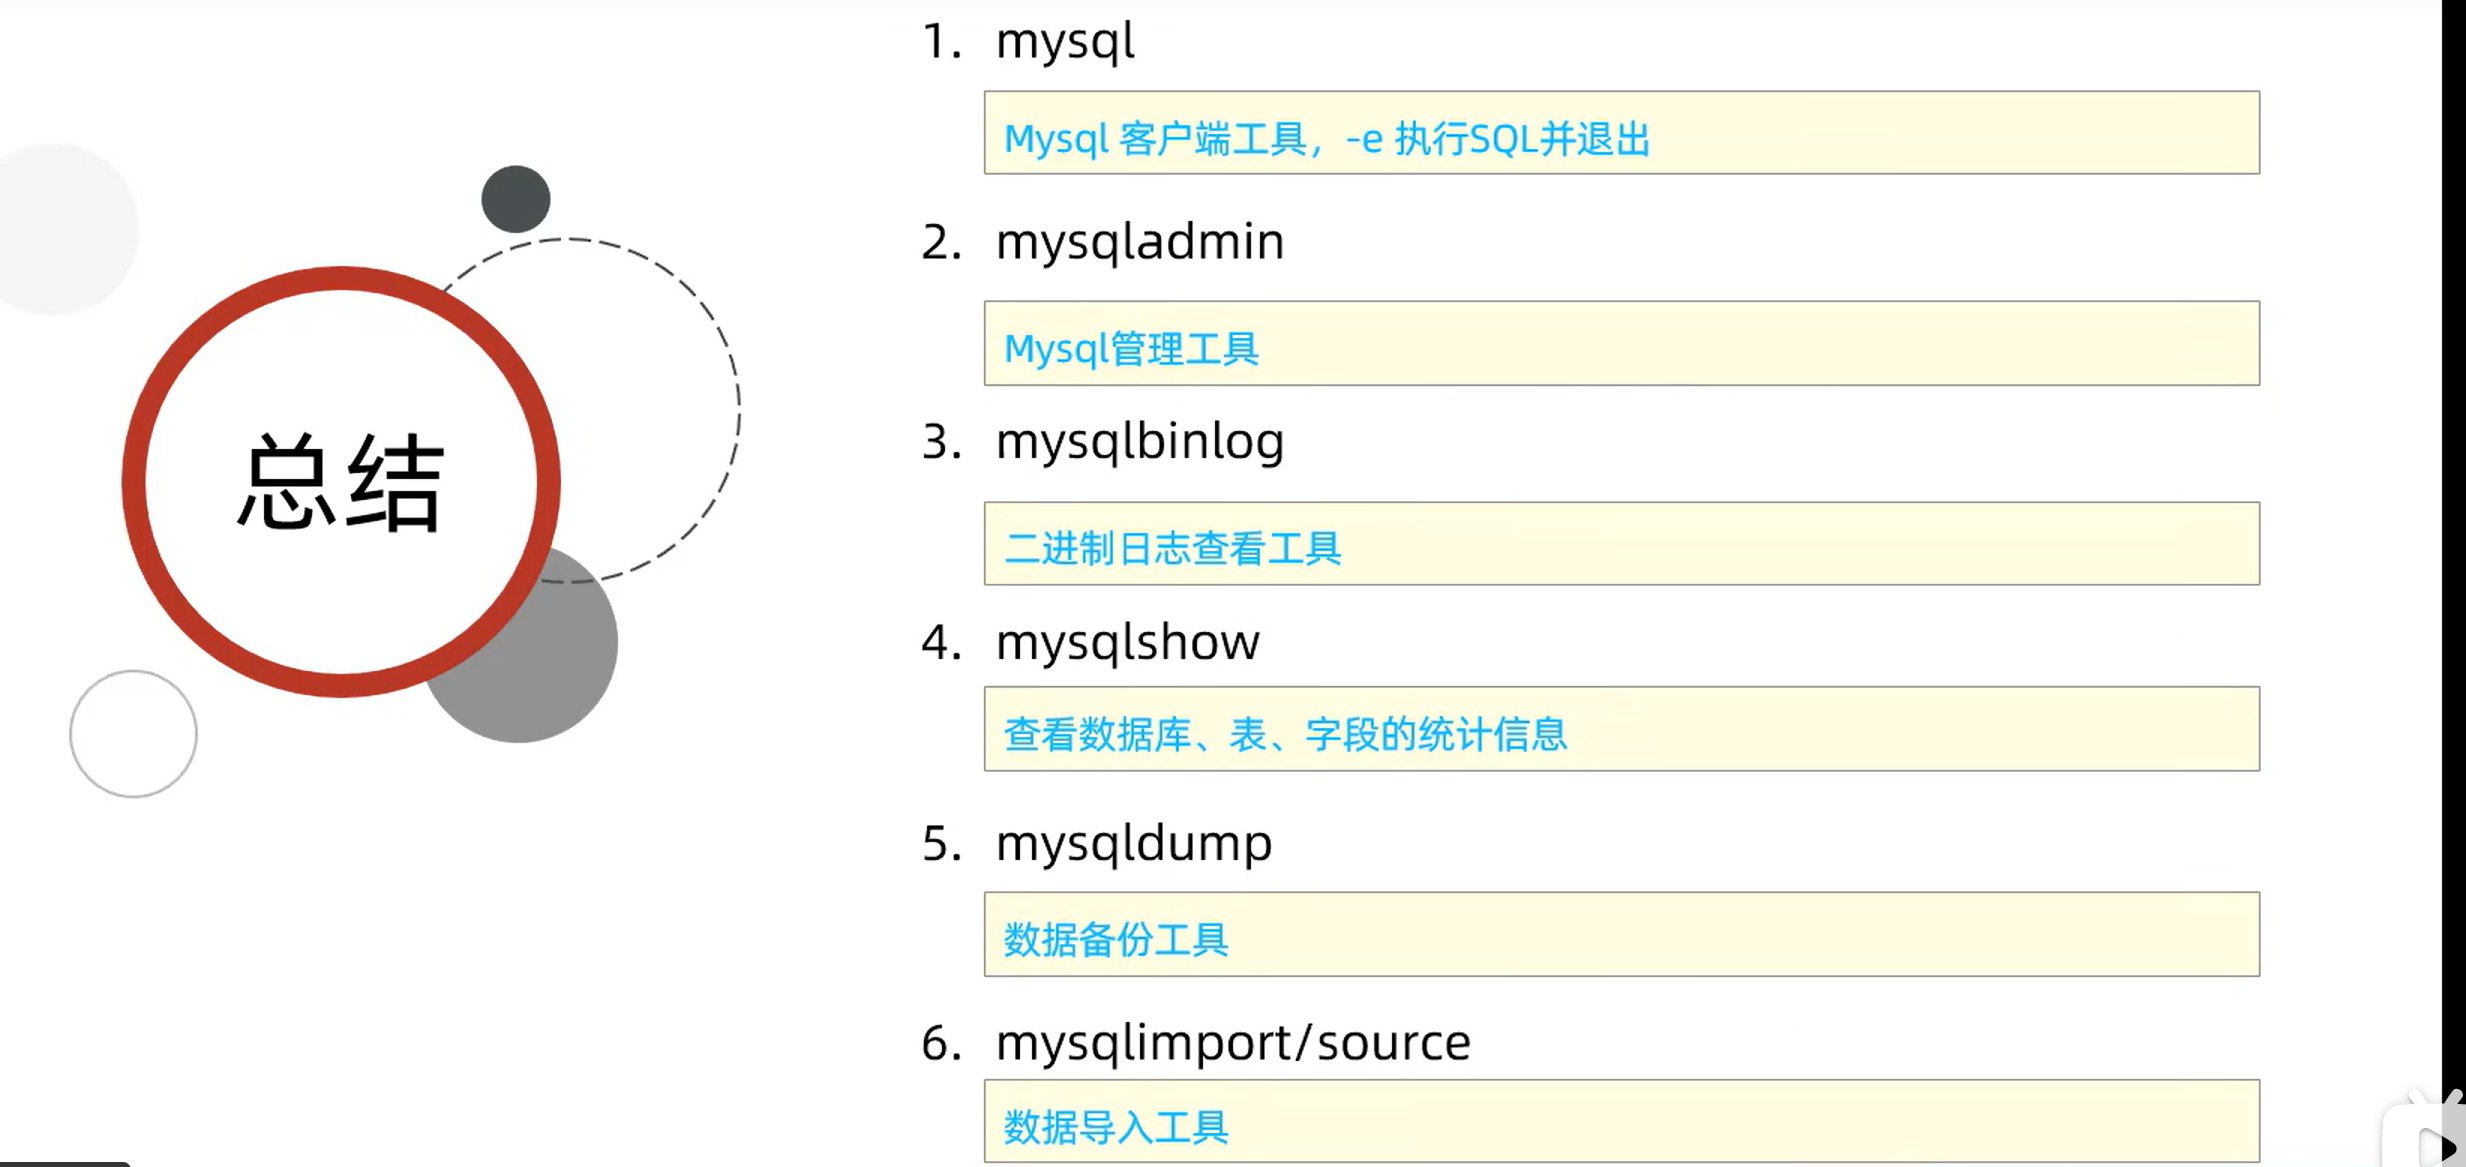 总结
1. mysql
Mysql 客户端工具，-e 执行SQL并退出
2. mysqladmin
Mysql管理工具
3. mysqlbinlog
二进制日志查看工具
4. mysqlshow
查看数据库、表、字段的统计信息
5. mysqldump
数据备份工具
6. mysqlimport/source
数据导入工具